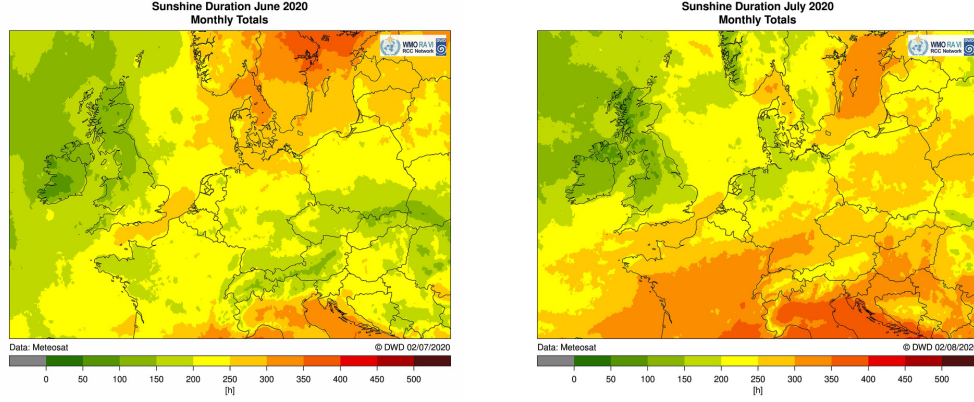 Sunshine Duration June 2020
Monthly Totals
WMO RA VI
RCC Network
Data: Meteosat
© DWD 02/07/2020
0 50 100 150 200 250 300 350 400 450 500
[h]
Sunshine Duration July 2020
Monthly Totals
WMO RA VI
RCC Network
Data: Meteosat
© DWD 02/08/2020
0 50 100 150 200 250 300 350 400 450 500
[h]